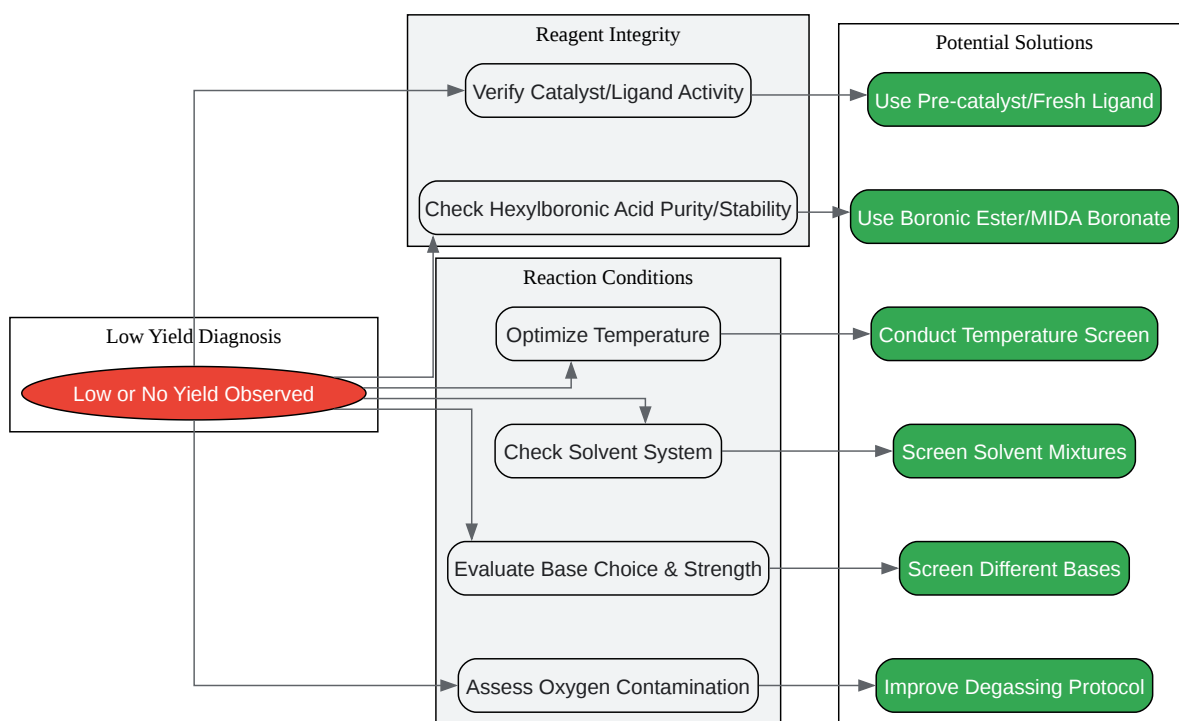 Reagent Integrity
Verify Catalyst/Ligand Activity
Check Hexylboronic Acid Purity/Stability
Potential Solutions
Use Pre-catalyst/Fresh Ligand
Use Boronic Ester/MIDA Boronate
Conduct Temperature Screen
Screen Solvent Mixtures
Screen Different Bases
Improve Degassing Protocol
Reaction Conditions
Optimize Temperature
Check Solvent System
Evaluate Base Choice & Strength
Assess Oxygen Contamination
Low Yield Diagnosis
Low or No Yield Observed